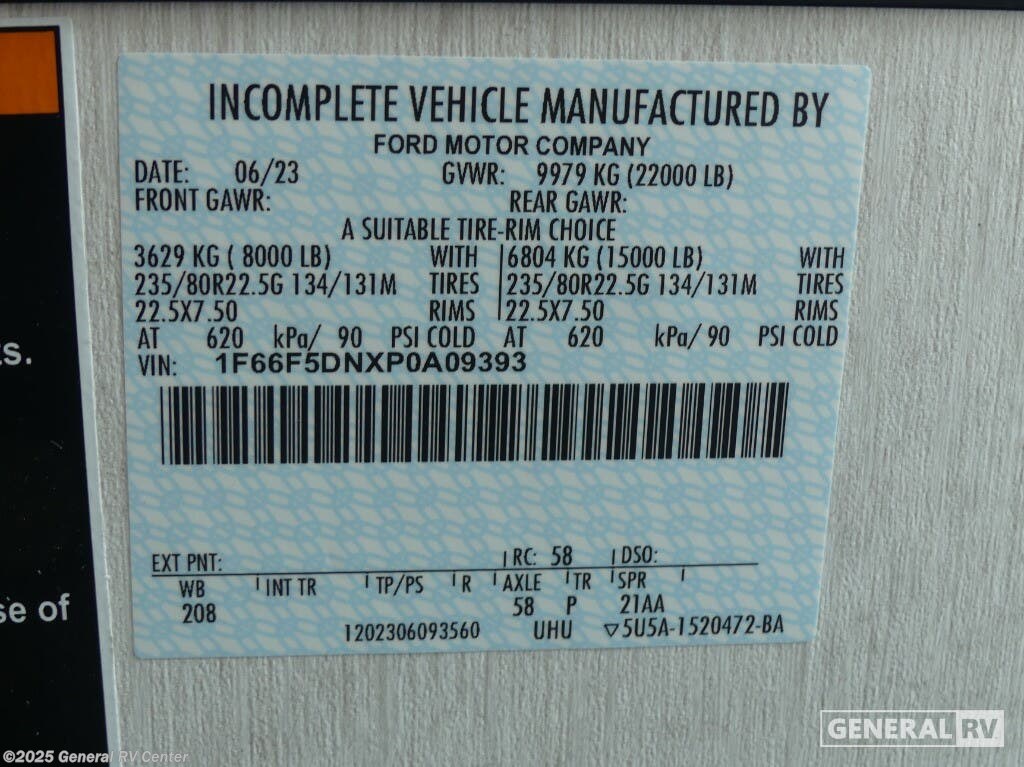 INCOMPLETE VEHICLE MANUFACTURED BY
FORD MOTOR COMPANY
DATE: 06/23 GVWR: 9979 KG (22000 LB)
FRONT GAWR: REAR GAWR:
A SUITABLE TIRE-RIM CHOICE
3629 KG ( 8000 LB) WITH 6804 KG (15000 LB) WITH
235/80R22.5G 134/131M TIRES 235/80R22.5G 134/131M TIRES
22.5X7.50 RIMS 22.5X7.50 RIMS
AT 620 kPa/ 90 PSI COLD AT 620 kPa/ 90 PSI COLD
VIN: 1F66F5DNXP0A09393
EXT PNT: RC: 58 DSO:
WB INT TR TP/PS R AXLE TR SPR
208 58 P 21AA
1202306093560 UHU ▽5U5A-1520472-BA
s.
se of
GENERAL RV
©2025 General RV Center